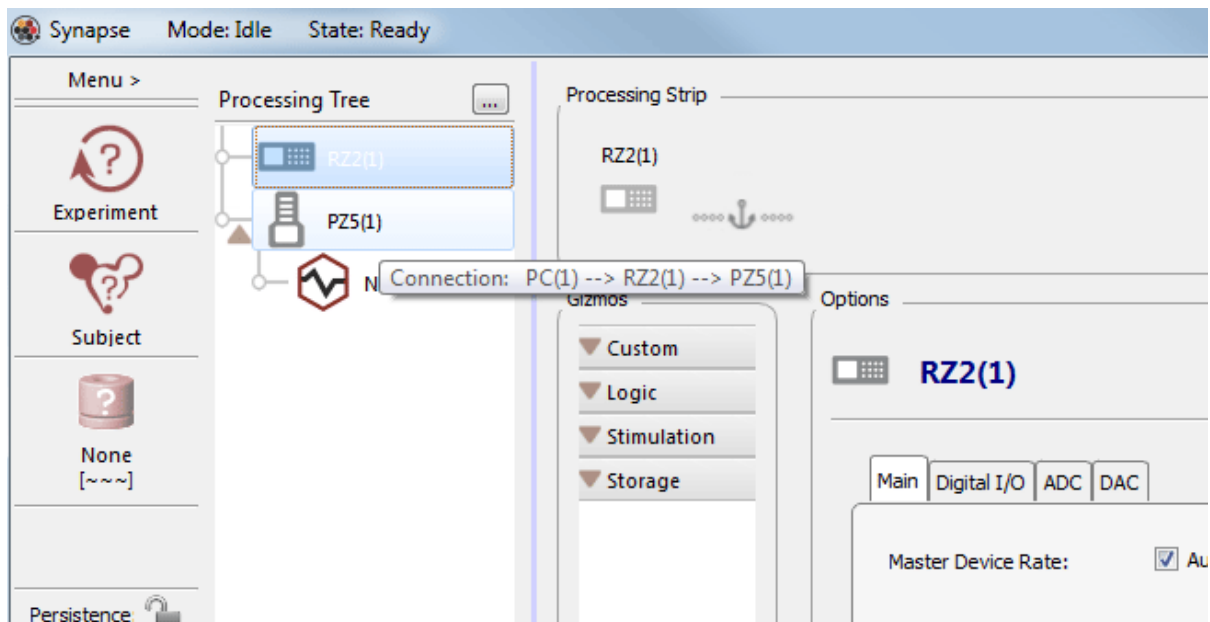 Synapse Mode: Idle State: Ready
Menu >
Experiment
Subject
None
[~~~]
Persistence
Processing Tree ...
RZ2(1)
PZ5(1)
N
Connection: PC(1) --> RZ2(1) --> PZ5(1)
Processing Strip
RZ2(1)
Gizmos
Custom
Logic
Stimulation
Storage
Options
RZ2(1)
Main Digital I/O ADC DAC
Master Device Rate: Au